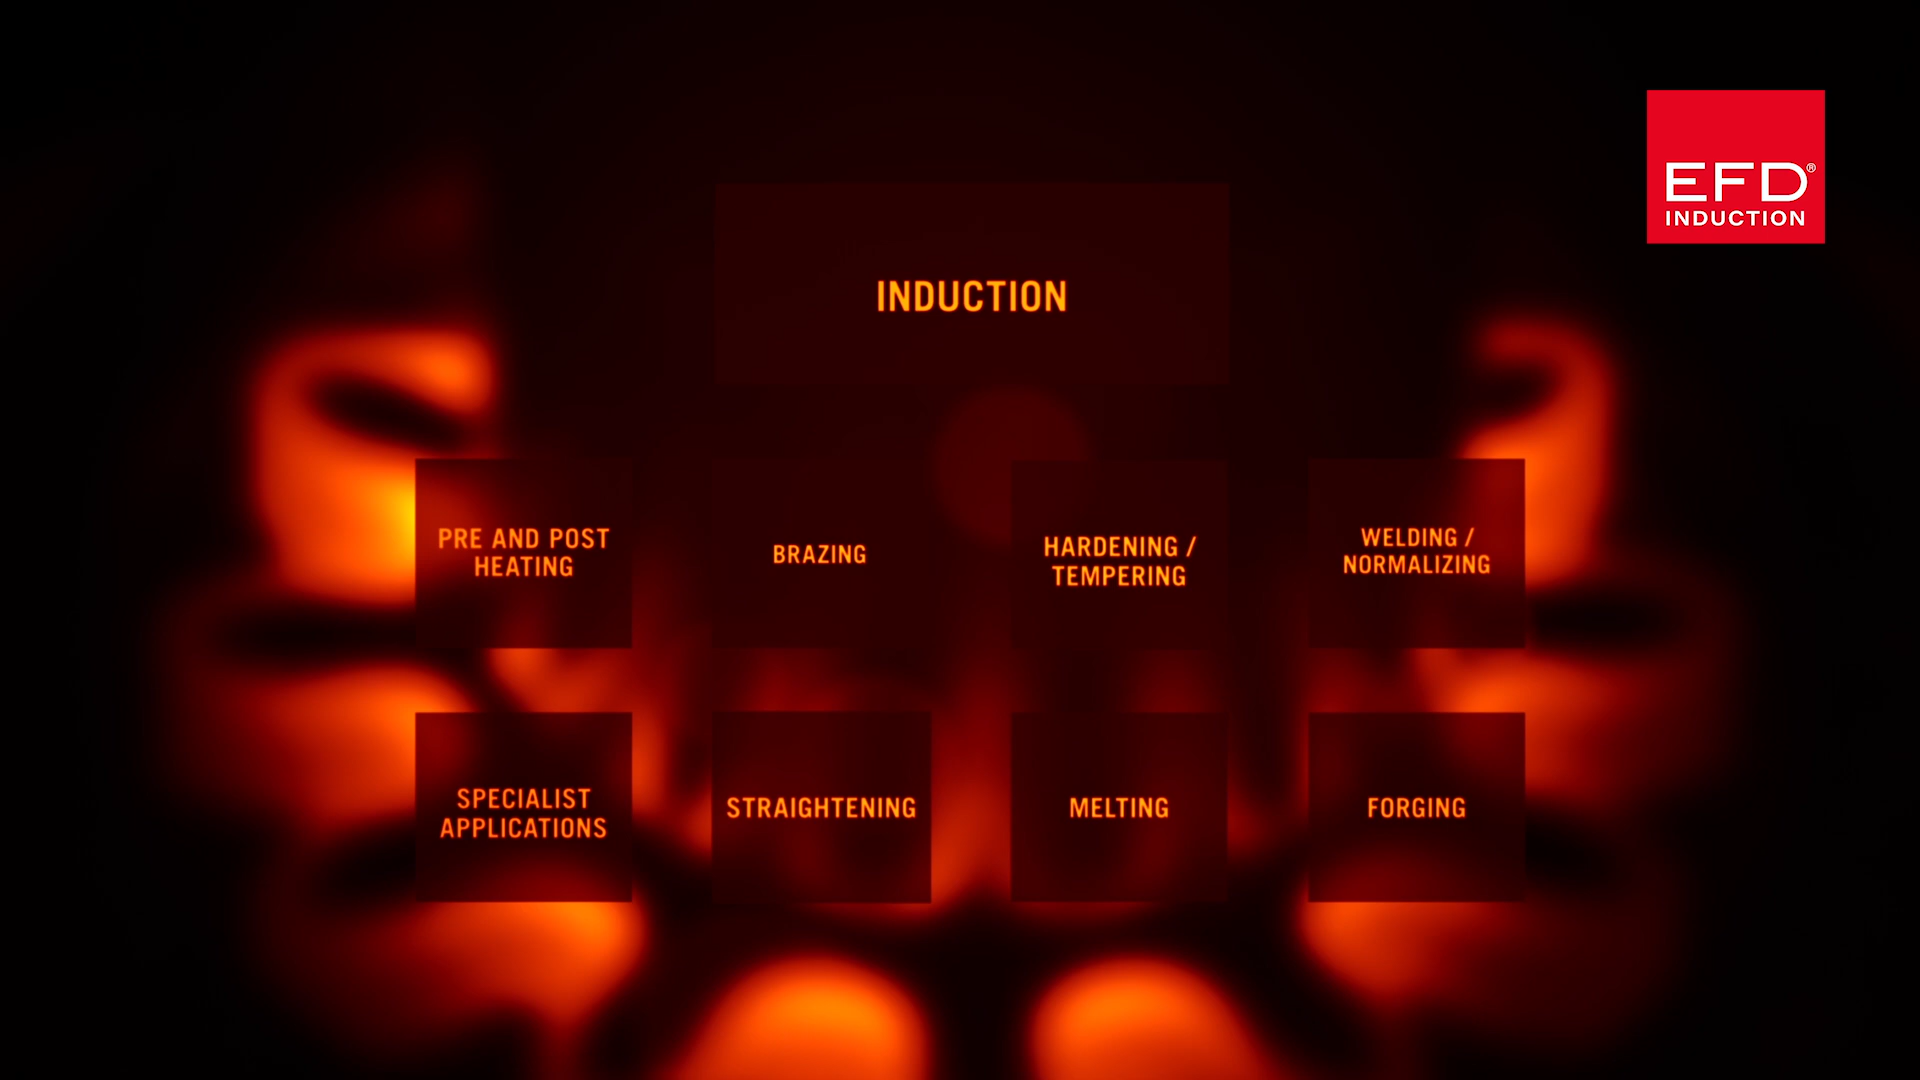 EFD®
INDUCTION
INDUCTION
PRE AND POST
HEATING
BRAZING
HARDENING /
TEMPERING
WELDING /
NORMALIZING
SPECIALIST
APPLICATIONS
STRAIGHTENING
MELTING
FORGING